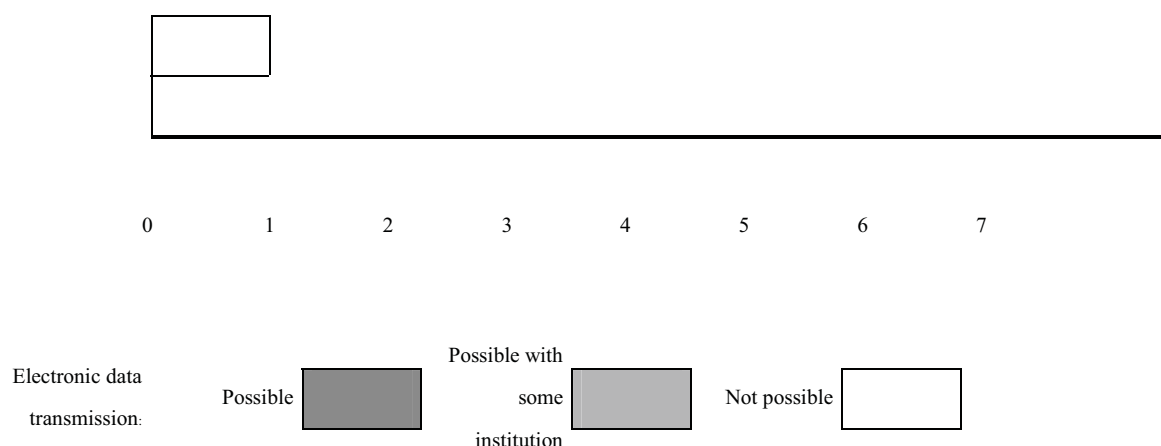 0 1 2 3 4 5 6 7
Electronic data
transmission:
Possible
Possible with
some
institution
Not possible